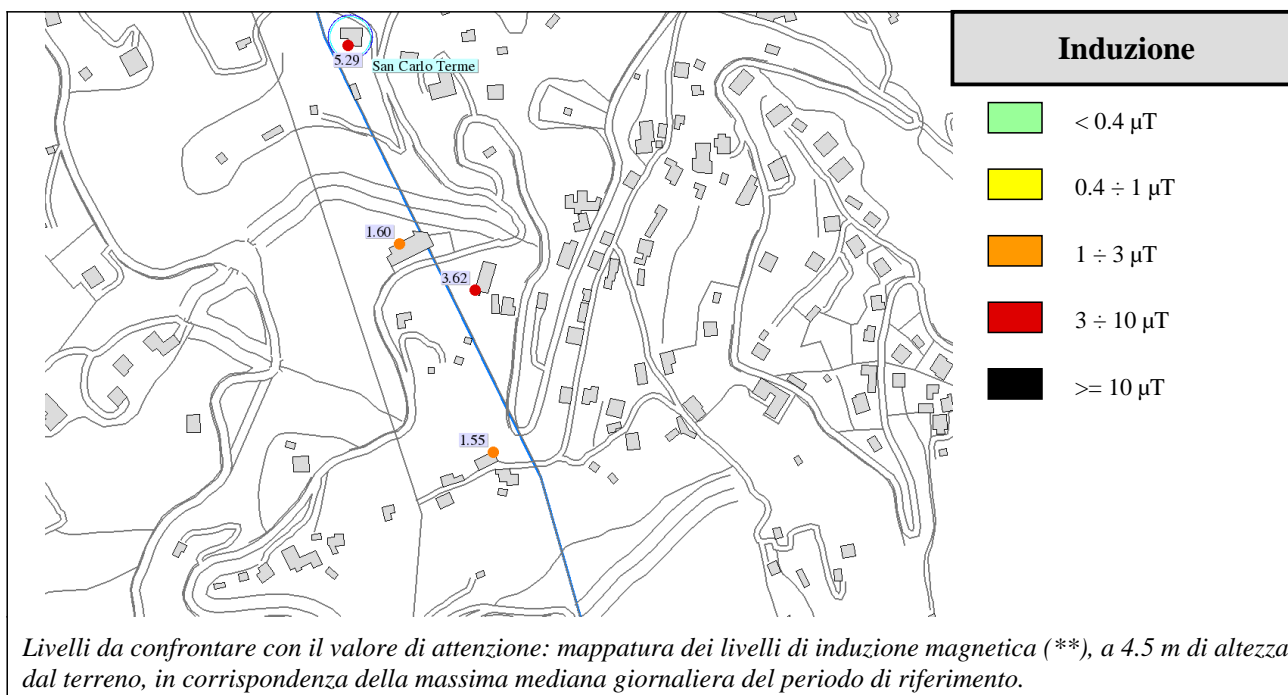 5.29
San Carlo Terme
1.60
3.62
1.55
Induzione
< 0.4 µT
0.4 ÷ 1 µT
1 ÷ 3 µT
3 ÷ 10 µT
>= 10 µT
Livelli da confrontare con il valore di attenzione: mappatura dei livelli di induzione magnetica (**), a 4.5 m di altezza
dal terreno, in corrispondenza della massima mediana giornaliera del periodo di riferimento.